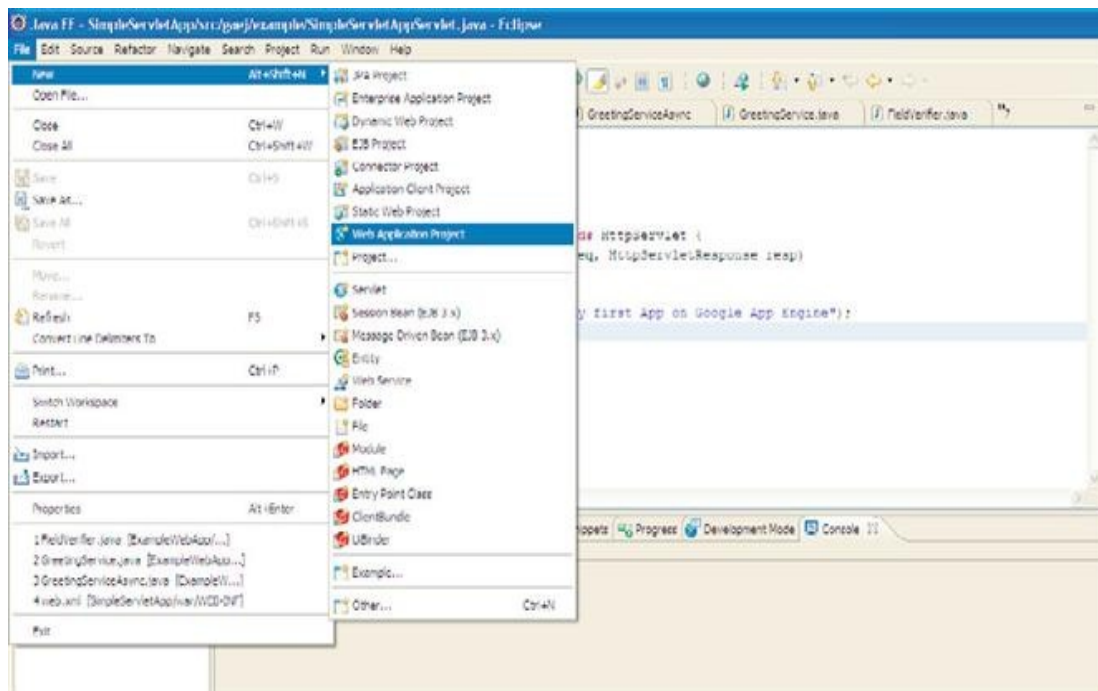 Java EE - SimpleServletApp/src/gaej/example/SimpleServletAppServlet.java - Eclipse
File Edit Source Refactor Navigate Search Project Run Window Help
New Alt+Shift+N
Open File...
Close Ctrl+W
Close All Ctrl+Shift+W
Save Ctrl+S
Save As...
Save All Ctrl+Shift+S
Revert
Move...
Rename...
Refresh F5
Convert Line Delimiters To
Print... Ctrl+P
Switch Workspace
Restart
Import...
Export...
Properties Alt+Enter
1 FieldVerifier.java [ExampleWebApp/...]
2 GreetingService.java [ExampleWebApp...]
3 GreetingServiceAsync.java [ExampleW...]
4 web.xml [SimpleServletApp/war/WEB-INF]
Exit
JPA Project
Enterprise Application Project
Dynamic Web Project
EJB Project
Connector Project
Application Client Project
Static Web Project
Web Application Project
Project...
Servlet
Session Bean (EJB 3.x)
Message Driven Bean (EJB 3.x)
Entity
Web Service
Folder
File
Module
HTML Page
Entry Point Class
ClientBundle
UiBinder
Example...
Other... Ctrl+N
GreetingServiceAsync GreetingService.java FieldVerifier.java
ds HttpServlet {
eq, HttpServletResponse resp)
y first App on Google App Engine");
nippets Progress Development Mode Console